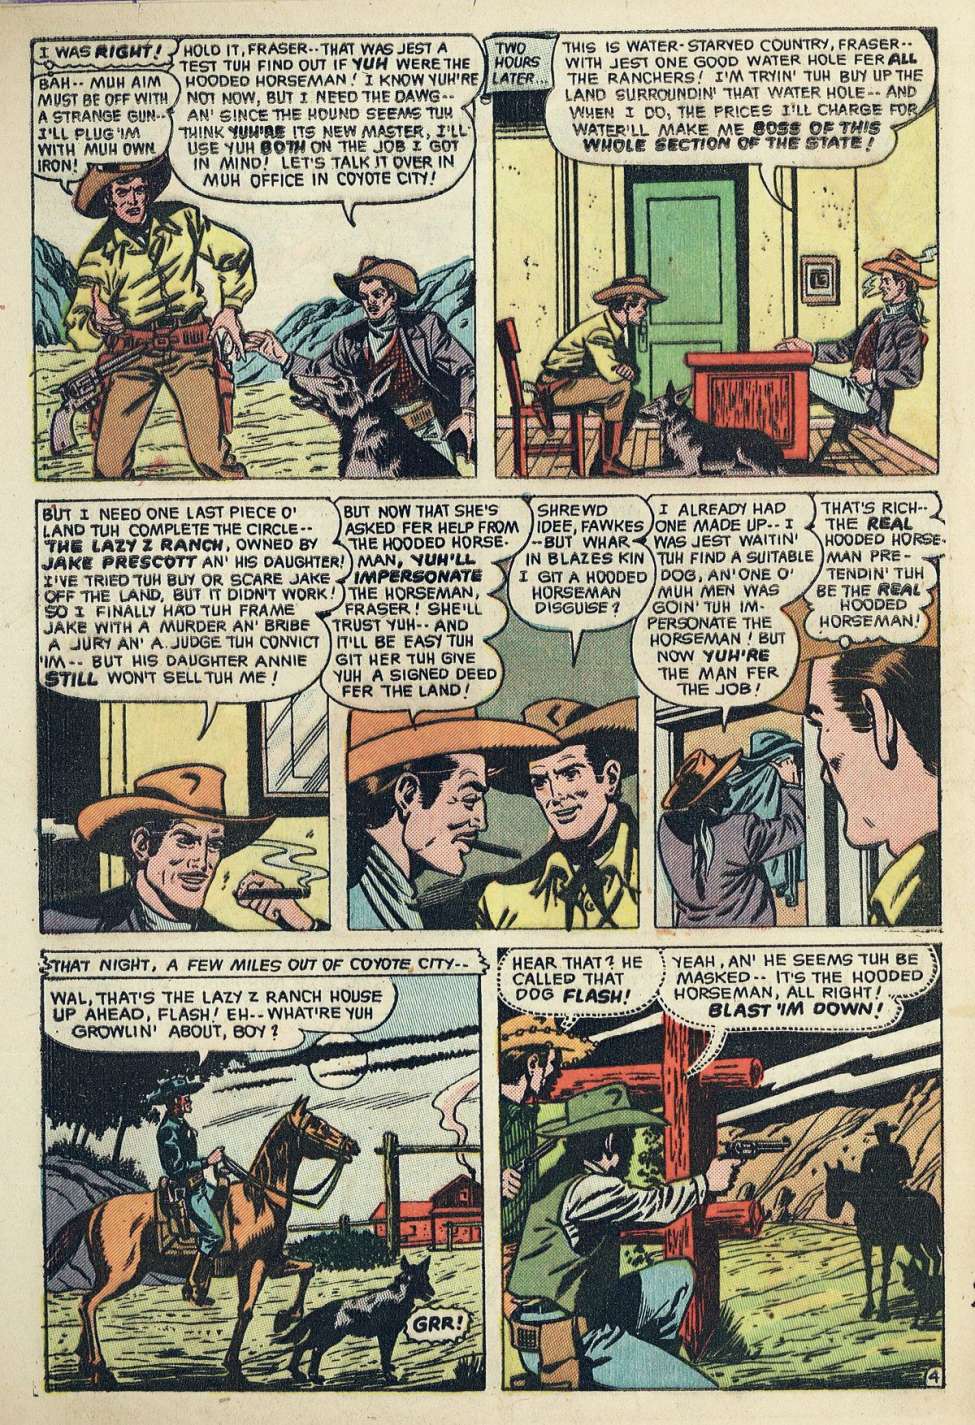 I WAS RIGHT!
BAH-- MUH AIM
MUST BE OFF WITH
A STRANGE GUN--
I'LL PLUG 'IM
WITH MUH OWN
IRON!
HOLD IT, FRASER-- THAT WAS JEST A
TEST TUH FIND OUT IF YUH WERE THE
HOODED HORSEMAN! I KNOW YUH'RE
NOT NOW, BUT I NEED THE DAWG--
AN' SINCE THE HOUND SEEMS TUH
THINK YUH'RE ITS NEW MASTER, I'LL
USE YUH BOTH ON THE JOB I GOT
IN MIND! LET'S TALK IT OVER IN
MUH OFFICE IN COYOTE CITY!
TWO
HOURS
LATER...
THIS IS WATER-STARVED COUNTRY, FRASER--
WITH JEST ONE GOOD WATER HOLE FER ALL
THE RANCHERS! I'M TRYIN' TUH BUY UP THE
LAND SURROUNDIN' THAT WATER HOLE-- AND
WHEN I DO, THE PRICES I'LL CHARGE FOR
WATER'LL MAKE ME BOSS OF THIS
WHOLE SECTION OF THE STATE!
BUT I NEED ONE LAST PIECE O'
LAND TUH COMPLETE THE CIRCLE--
THE LAZY Z RANCH, OWNED BY
JAKE PRESCOTT AN' HIS DAUGHTER!
I'VE TRIED TUH BUY OR SCARE JAKE
OFF THE LAND, BUT IT DIDN'T WORK!
SO I FINALLY HAD TUH FRAME
JAKE WITH A MURDER AN' BRIBE
A JURY AN' A JUDGE TUH CONVICT
'IM-- BUT HIS DAUGHTER ANNIE
STILL WON'T SELL TUH ME!
BUT NOW THAT SHE'S
ASKED FER HELP FROM
THE HOODED HORSE-
MAN, YUH'LL
IMPERSONATE
THE HORSEMAN,
FRASER! SHE'LL
TRUST YUH-- AND
IT'LL BE EASY TUH
GIT HER TUH GIVE
YUH A SIGNED DEED
FER THE LAND!
SHREWD
IDEE, FAWKES
--BUT WHAR
IN BLAZES KIN
I GIT A HOODED
HORSEMAN
DISGUISE?
I ALREADY HAD
ONE MADE UP-- I
WAS JEST WAITIN'
TUH FIND A SUITABLE
DOG, AN' ONE O'
MUH MEN WAS
GOIN' TUH IM-
PERSONATE THE
HORSEMAN! BUT
NOW YUH'RE
THE MAN FER
THE JOB!
THAT'S RICH--
THE REAL
HOODED HORSE-
MAN PRE-
TENDIN' TUH
BE THE REAL
HOODED
HORSEMAN!
THAT NIGHT, A FEW MILES OUT OF COYOTE CITY--
WAL, THAT'S THE LAZY Z RANCH HOUSE
UP AHEAD, FLASH! EH-- WHAT'RE YUH
GROWLIN' ABOUT, BOY?
GRR!
HEAR THAT? HE
CALLED THAT
DOG FLASH!
YEAH, AN' HE SEEMS TUH BE
MASKED-- IT'S THE HOODED
HORSEMAN, ALL RIGHT!
BLAST 'IM DOWN!
4